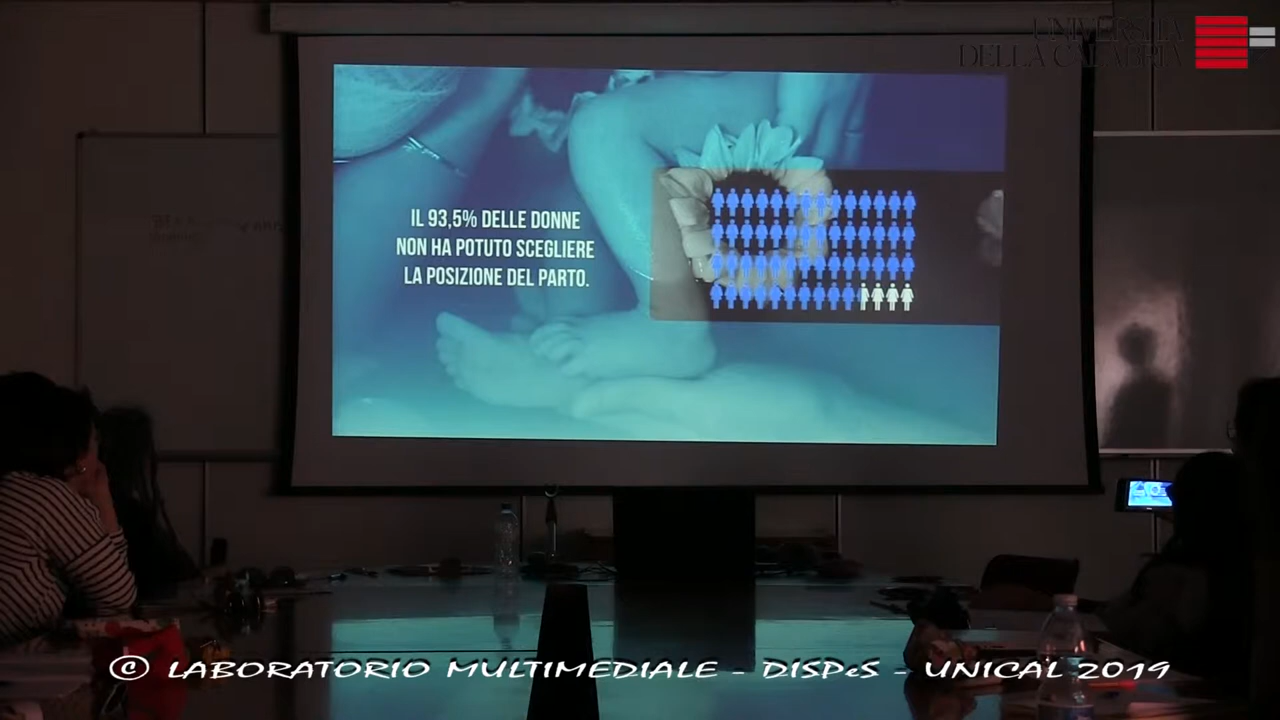 UNIVERSITÀ
DELLA CALABRIA
IL 93,5% DELLE DONNE
NON HA POTUTO SCEGLIERE
LA POSIZIONE DEL PARTO.
© LABORATORIO MULTIMEDIALE - DISPeS - UNICAL 2019